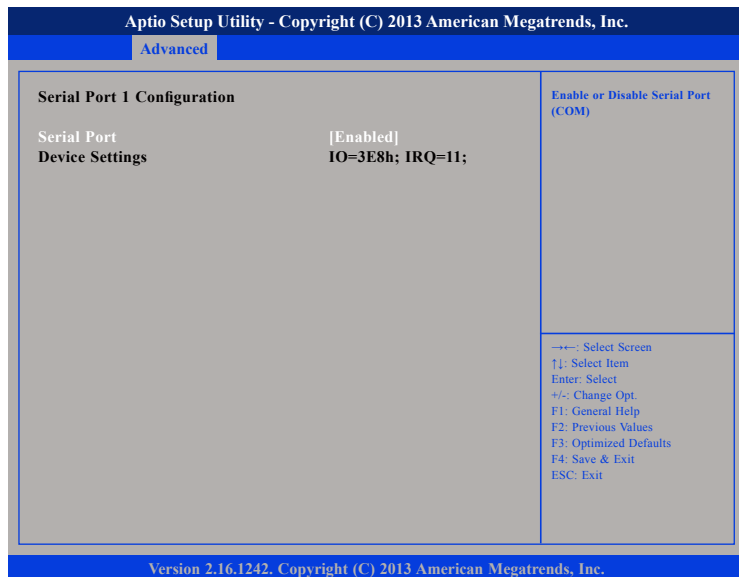 Aptio Setup Utility - Copyright (C) 2013 American Megatrends, Inc.
Advanced
Serial Port 1 Configuration
Serial Port [Enabled]
Device Settings IO=3E8h; IRQ=11;
Enable or Disable Serial Port
(COM)
→←: Select Screen
↑↓: Select Item
Enter: Select
+/-: Change Opt.
F1: General Help
F2: Previous Values
F3: Optimized Defaults
F4: Save & Exit
ESC: Exit
Version 2.16.1242. Copyright (C) 2013 American Megatrends, Inc.